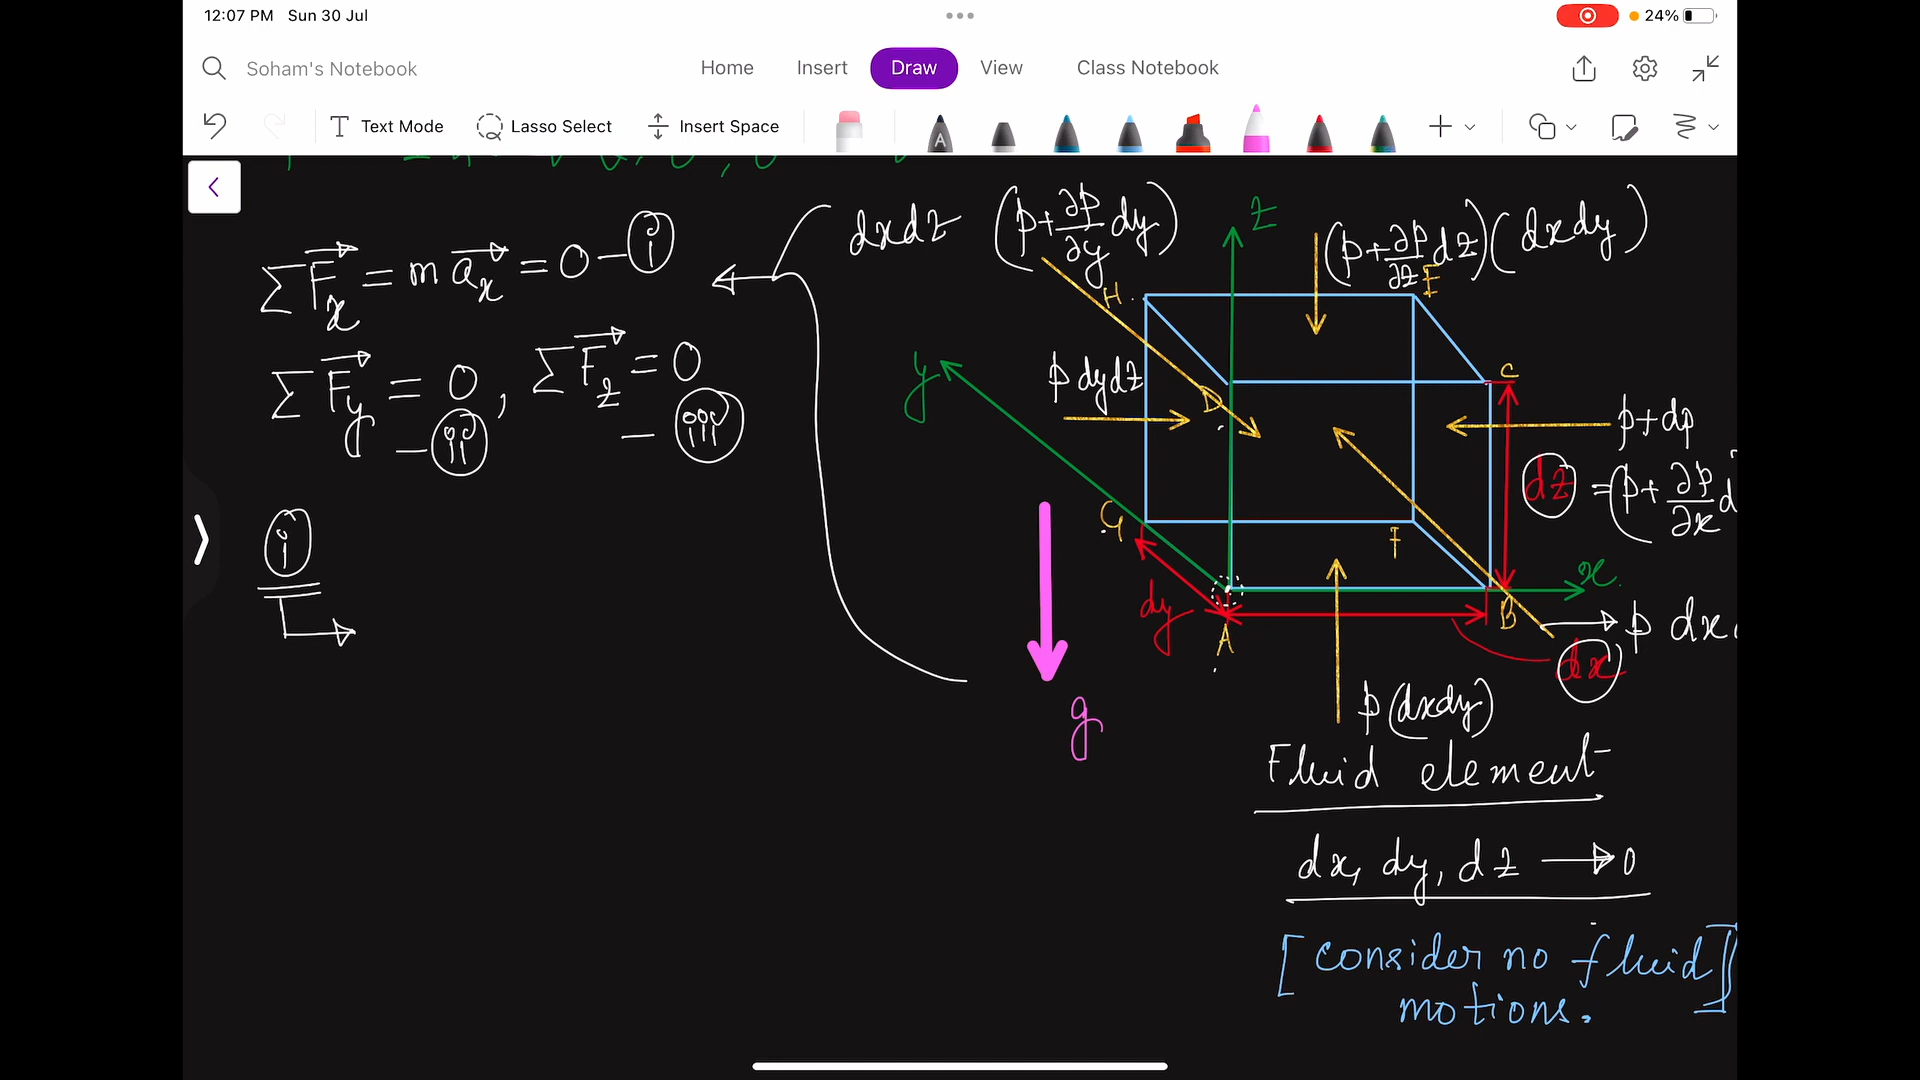 12:07 PM Sun 30 Jul
24%
Soham's Notebook
Home Insert Draw View Class Notebook
Text Mode Lasso Select Insert Space
A
ΣF⃗x = m a⃗x = 0 – (i)
ΣF⃗y = 0, ΣF⃗z = 0
– (ii) – (iii)
(i)
dxdz (p+∂p/∂y dy)
z
(p+∂p/∂z dz)(dxdy)
H
E
y
p dydz
D
C
p+dp
dz
=(p+ ∂p/∂x d
G
F
x
dy
A
B
p dx
dx
p(dxdy)
g
Fluid element
dx, dy, dz → 0
[consider no fluid]
motions.